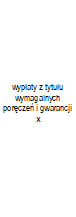 wypłaty z tytułu
wymagalnych
poręczeń i gwarancji
x